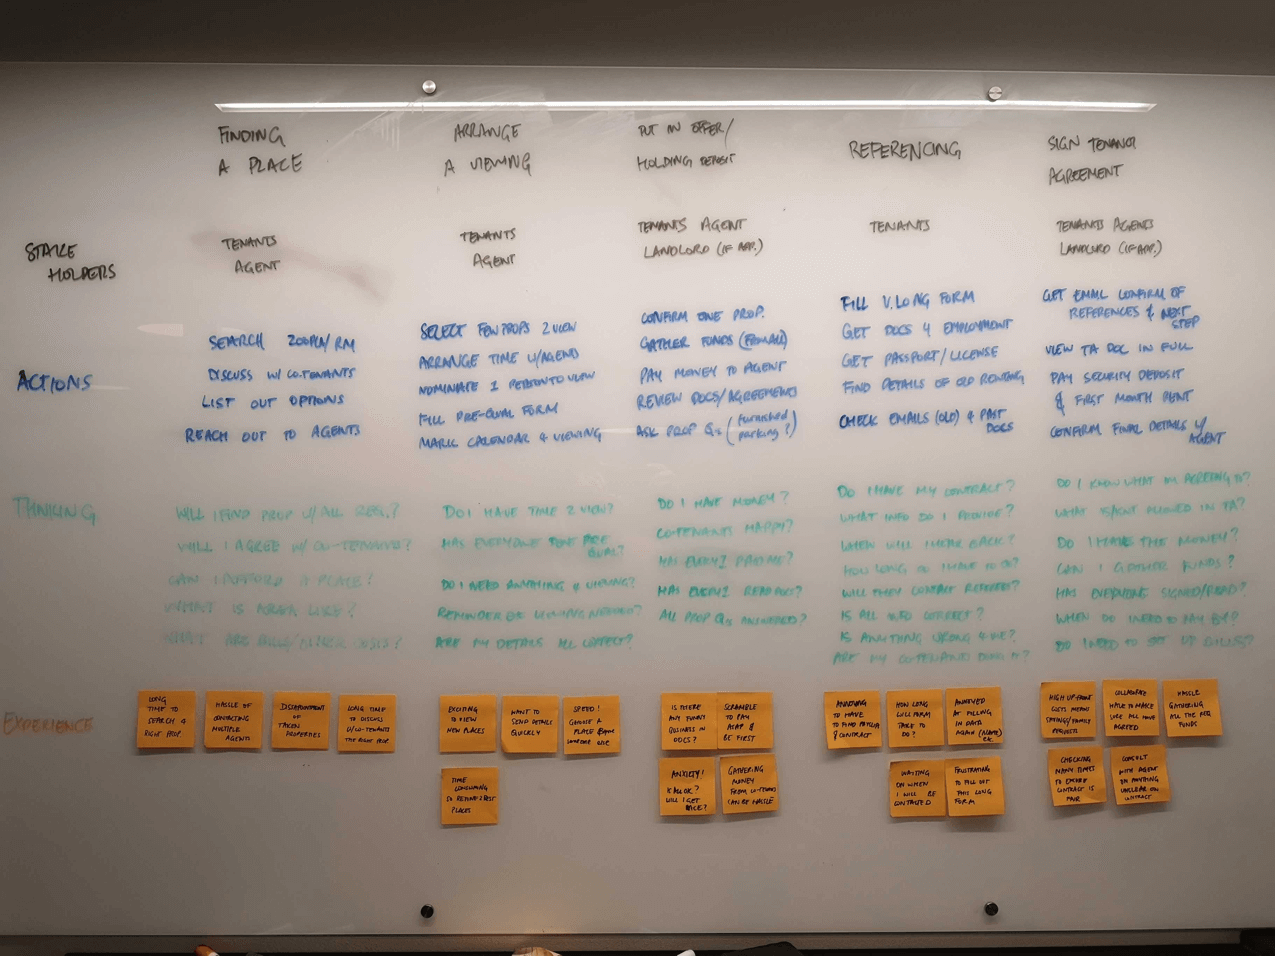 FINDING
A PLACE
ARRANGE
A VIEWING
PUT IN OFFER/
HOLDING DEPOSIT
REFERENCING
SIGN TENANCY
AGREEMENT
STAKE
HOLDERS
TENANTS
AGENT
TENANTS
AGENT
TENANTS AGENT
LANDLORD (IF APP.)
TENANTS
TENANTS AGENTS
LANDLORD (IF APP.)
ACTIONS
SEARCH ZOOPLA/RM
DISCUSS W/ CO-TENANTS
LIST OUT OPTIONS
REACH OUT TO AGENTS
SELECT FEW PROPS 2 VIEW
ARRANGE TIME W/AGENT
NOMINATE 1 PERSON TO VIEW
FILL PRE-QUAL FORM
MARK CALENDAR 4 VIEWING
CONFIRM ONE PROP.
GATHER FUNDS
PAY MONEY TO AGENT
REVIEW DOCS/AGREEMENTS
ASK PROP Qs (furnished
parking?)
FILL V. LONG FORM
GET DOCS 4 EMPLOYMENT
GET PASSPORT/LICENSE
FIND DETAILS OF OLD RENTING
CHECK EMAILS (OLD) 4 PAST
DOCS
GET EMAIL CONFIRM OF
REFERENCES & NEXT
STEP
VIEW TA DOC IN FULL
PAY SECURITY DEPOSIT
& FIRST MONTH RENT
CONFIRM FINAL DETAILS W/
AGENT
THINKING
WILL I FIND PROP W/ ALL REQ.?
WILL I AGREE W/ CO-TENANTS?
CAN I AFFORD A PLACE?
WHAT IS AREA LIKE?
WHAT ARE BILLS/ COSTS?
DO I HAVE TIME 2 VIEW?
HAS EVERYONE PRE
QUAL?
DO I NEED ANYTHING 4 VIEWING?
REMINDER OF VIEWING NEEDED?
ARE MY DETAILS ALL CORRECT?
DO I HAVE MONEY?
CO-TENANTS HAPPY?
HAS EVERY1 PAID ME?
HAS EVERY1 READ DOCS?
ALL PROP Qs ANSWERED?
DO I HAVE MY CONTRACT?
WHAT INFO DO I PROVIDE?
WHEN WILL I HEAR BACK?
HOW LONG DO I HAVE TO DO?
WILL THEY CONTACT REFEREES?
IS ALL INFO CORRECT?
IS ANYTHING WRONG 4 ME?
ARE MY CO-TENANTS DOING IT?
DO I KNOW WHAT IM AGREEING TO?
WHAT IS/ISNT ALLOWED IN TA?
DO I HAVE THE MONEY?
CAN I GATHER FUNDS?
HAS EVERYONE SIGNED/READ?
WHEN DO I NEED TO PAY BY?
DO I NEED TO SET UP BILLS?
EXPERIENCE
LONG
TIME TO
SEARCH 4
RIGHT PROP
HASSLE OF
CONTACTING
MULTIPLE
AGENTS
DISAPPOINTMENT
OF
TAKEN
PROPERTIES
LONG TIME
TO DISCUSS
W/CO-TENANTS
THE RIGHT PROP
EXCITING
TO VIEW
NEW PLACES
WANT TO
SEND DETAILS
QUICKLY
SPEED!
CHOOSE A
PLACE BEFORE
SOMEONE ELSE
TIME
CONSUMING
PLACES
IS THERE
ANY FUNNY
BUSINESS IN
DOCS?
SCRAMBLE
TO PAY
ASAP &
BE FIRST
ANXIETY!
IS ALL OK?
WILL I GET
PLACE?
GATHERING
MONEY
FROM CO-TENANTS
CAN BE HASSLE
ANNOYING
TO HAVE
TO FIND PAYSLIP
& CONTRACT
HOW LONG
WILL FORM
TAKE TO
DO?
ANNOYED
AT FILLING
IN DATA
AGAIN (NAME)
etc.
WAITING
ON WHEN
I WILL BE
CONTACTED
FRUSTRATING
TO FILL OUT
THIS LONG
FORM
HIGH UP-FRONT
COSTS MEANS
SAVINGS/FAMILY
REQUESTS
COLLABORATE
HAVE TO MAKE
SURE ALL HAVE
AGREED
HASSLE
GATHERING
ALL THE REQ
FUNDS
CHECKING
MANY TIMES
TO ENSURE
CONTRACT IS
FAIR
CONSULT
WITH AGENT
ON ANYTHING
UNCLEAR ON
CONTRACT